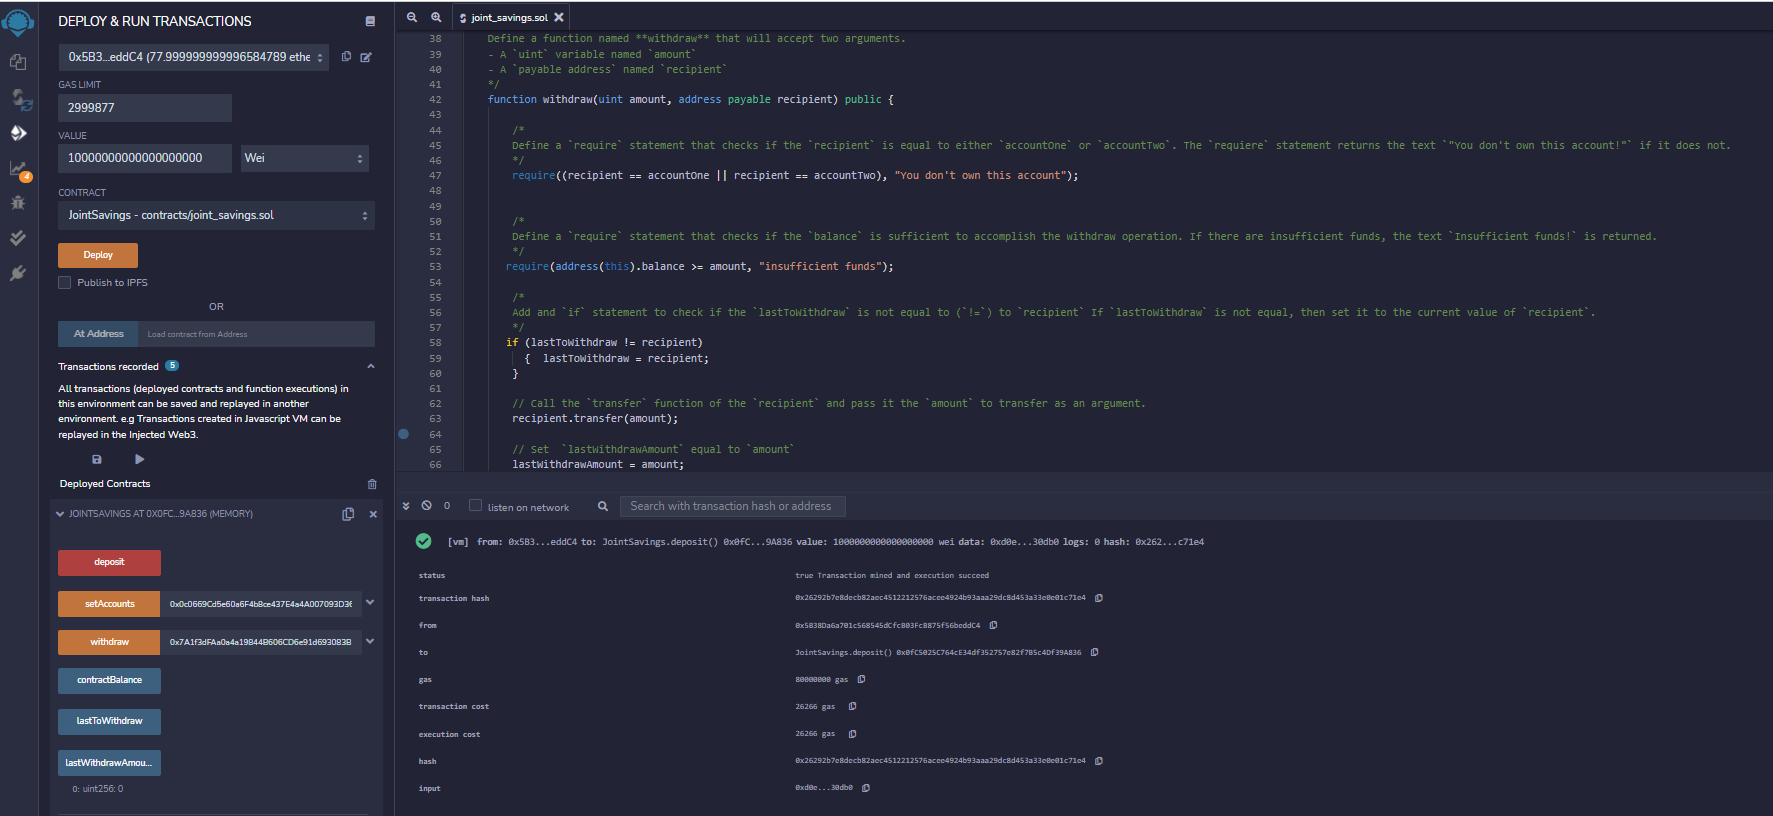 DEPLOY & RUN TRANSACTIONS
0x5B3...eddC4 (77.999999999996584789 ethe
GAS LIMIT
2999877
VALUE
10000000000000000000
Wei
CONTRACT
JointSavings - contracts/joint_savings.sol
Deploy
Publish to IPFS
OR
At Address
Load contract from Address
Transactions recorded 5
All transactions (deployed contracts and function executions) in
this environment can be saved and replayed in another
environment. e.g Transactions created in Javascript VM can be
replayed in the Injected Web3.
Deployed Contracts
JOINTSAVINGS AT 0X0FC...9A836 (MEMORY)
deposit
setAccounts
0x0c0669Cd5e60a6F4b8ce437E4a4A007093D36
withdraw
0x7A1f3dFAa0a4a19844B606CD6e91d693083B
contractBalance
lastToWithdraw
lastWithdrawAmou...
0: uint256: 0
4
joint_savings.sol
38 Define a function named **withdraw** that will accept two arguments.
39 - A `uint` variable named `amount`
40 - A `payable address` named `recipient`
41 */
42 function withdraw(uint amount, address payable recipient) public {
43
44 /*
45 Define a `require` statement that checks if the `recipient` is equal to either `accountOne` or `accountTwo`. The `requiere` statement returns the text `"You don't own this account!"` if it does not.
46 */
47 require((recipient == accountOne || recipient == accountTwo), "You don't own this account");
48
49
50 /*
51 Define a `require` statement that checks if the `balance` is sufficient to accomplish the withdraw operation. If there are insufficient funds, the text `Insufficient funds!` is returned.
52 */
53 require(address(this).balance >= amount, "insufficient funds");
54
55 /*
56 Add and `if` statement to check if the `lastToWithdraw` is not equal to (`!=`) to `recipient` If `lastToWithdraw` is not equal, then set it to the current value of `recipient`.
57 */
58 if (lastToWithdraw != recipient)
59 { lastToWithdraw = recipient;
60 }
61
62 // Call the `transfer` function of the `recipient` and pass it the `amount` to transfer as an argument.
63 recipient.transfer(amount);
64
65 // Set `lastWithdrawAmount` equal to `amount`
66 lastWithdrawAmount = amount;
0
listen on network
Search with transaction hash or address
[vm] from: 0x5B3...eddC4 to: JointSavings.deposit() 0x0fC...9A836 value: 1000000000000000000 wei data: 0xd0e...30db0 logs: 0 hash: 0x262...c71e4
status true Transaction mined and execution succeed
transaction hash 0x26292b7e8decb82aec4512212576acee4924b93aaa29dc8d453a33e0e01c71e4
from 0x5B38Da6a701c568545dCfcB03FcB875f56beddC4
to JointSavings.deposit() 0x0fC5025C764cE34df352757e82f7B5c4Df39A836
gas 80000000 gas
transaction cost 26266 gas
execution cost 26266 gas
hash 0x26292b7e8decb82aec4512212576acee4924b93aaa29dc8d453a33e0e01c71e4
input 0xd0e...30db0